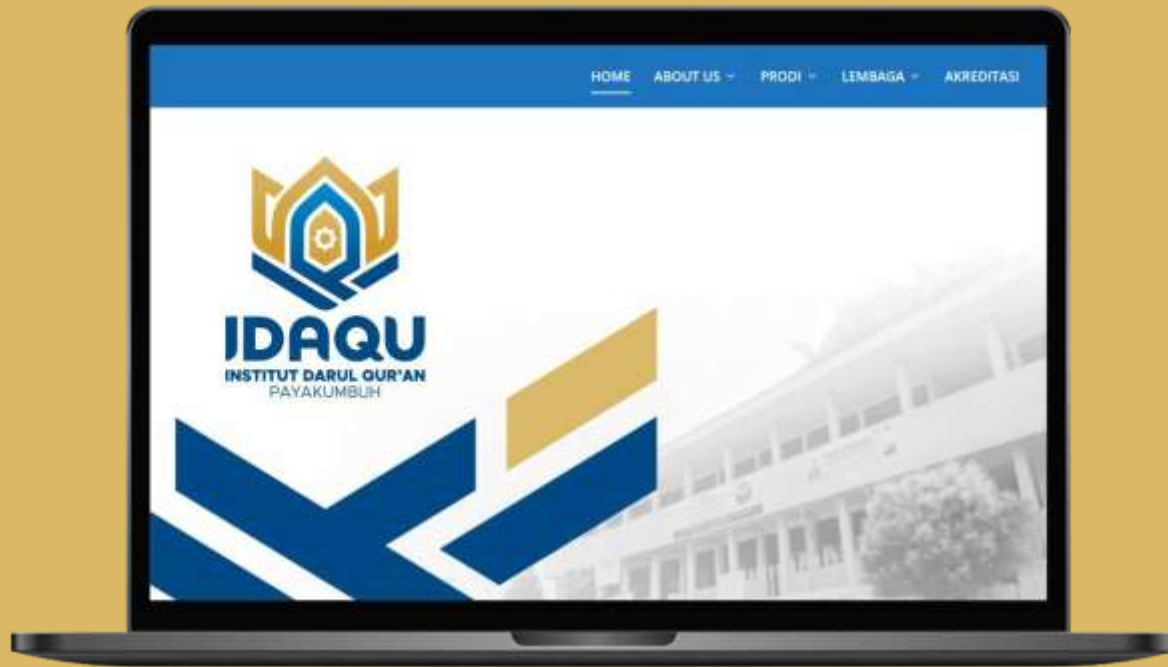 HOME ABOUT US PRODI LEMBAGA AKREDITASI
IDAQU
INSTITUT DARUL QUR'AN
PAYAKUMBUH